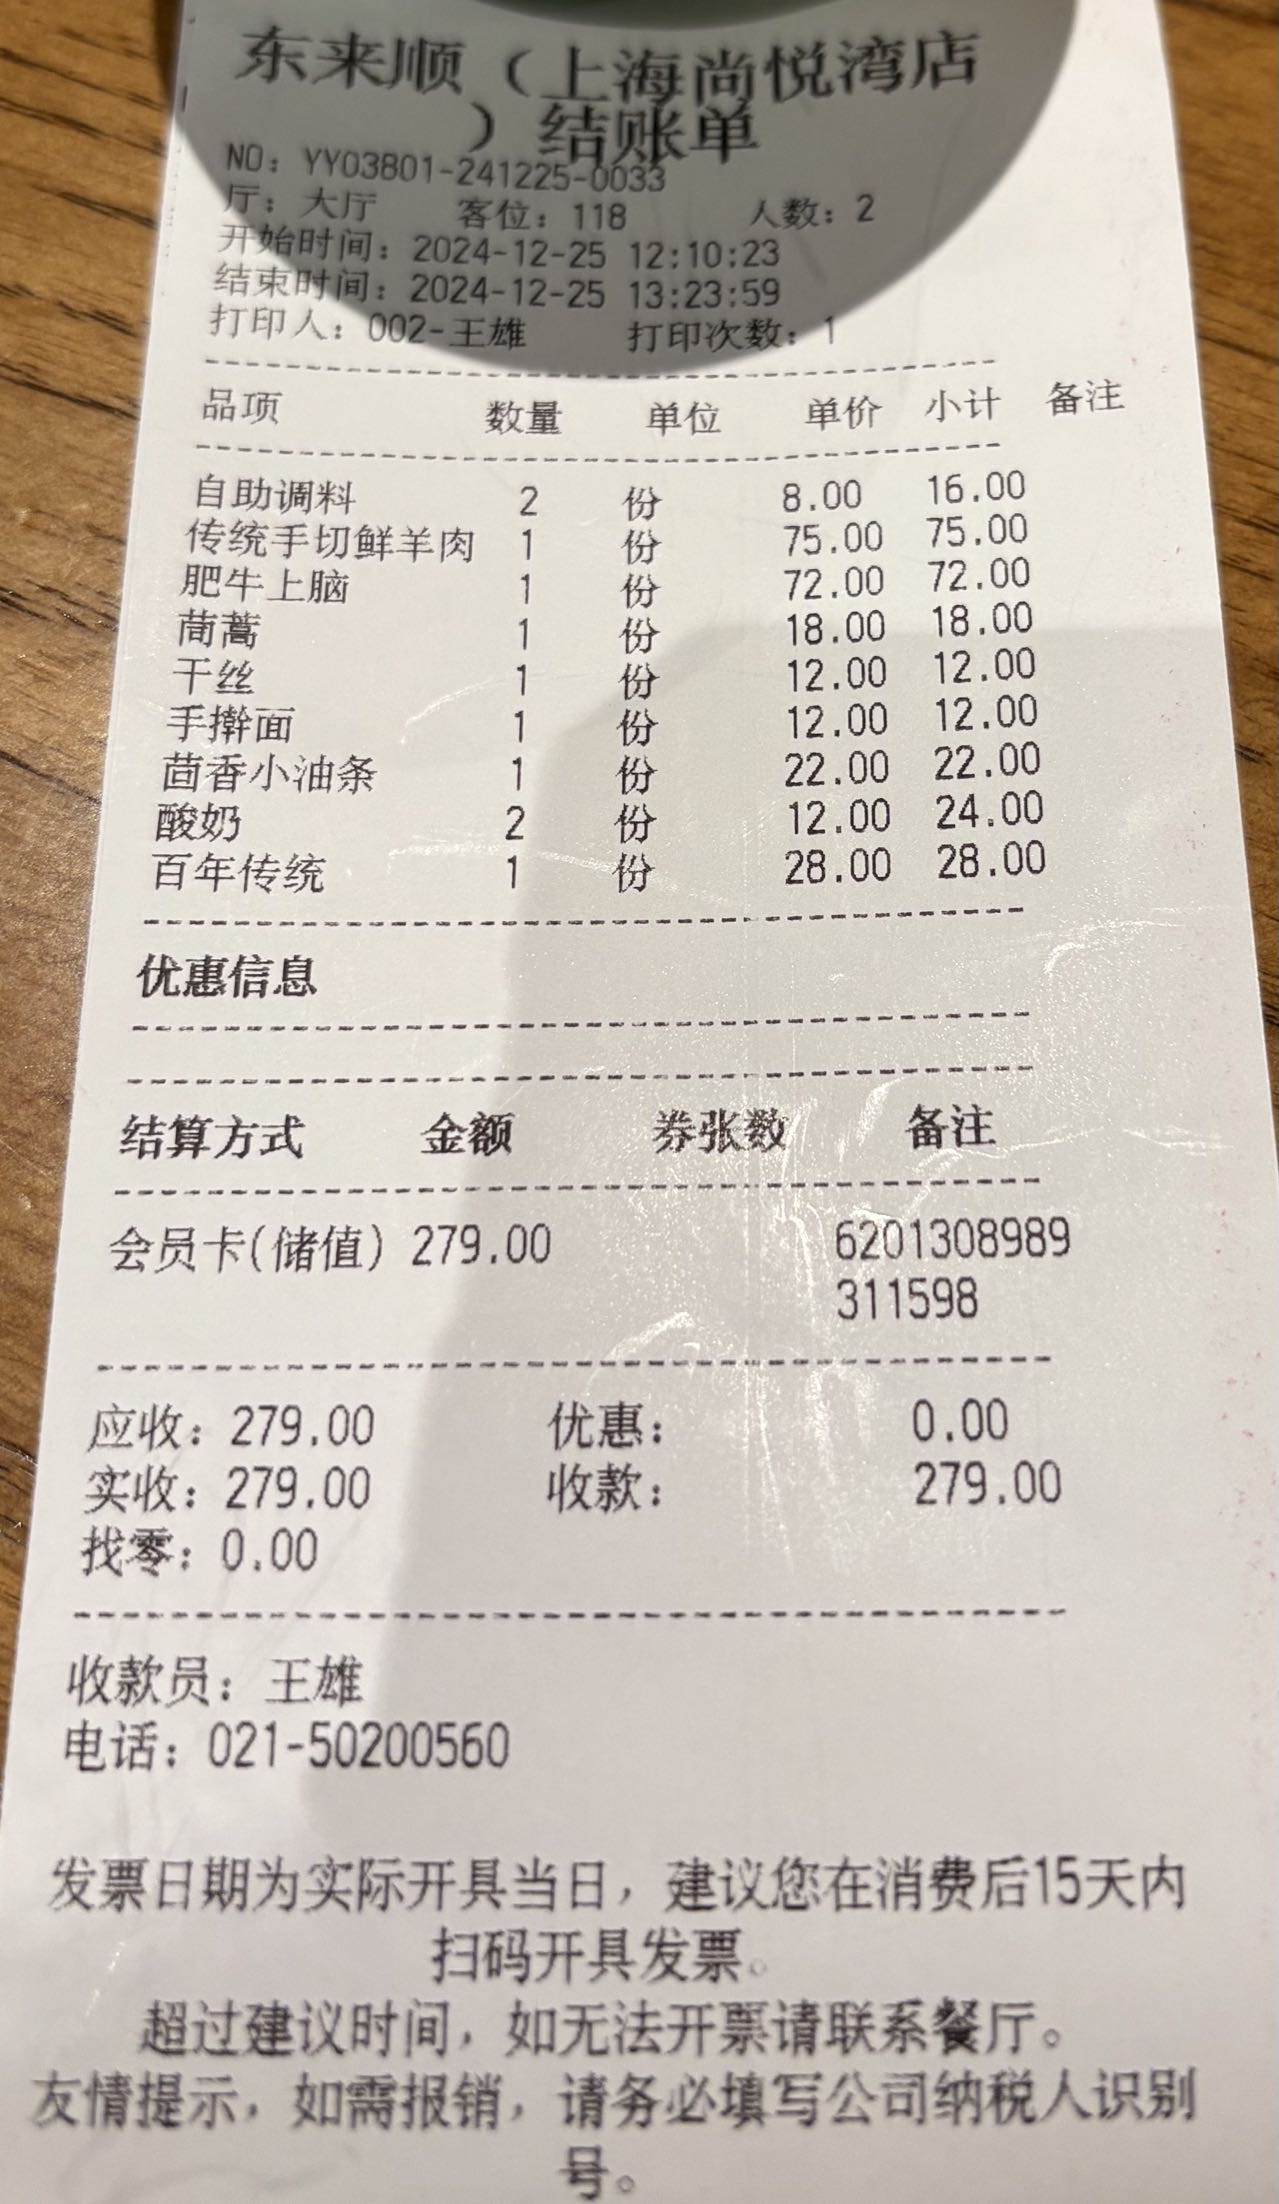 东来顺（上海尚悦湾店
）结账单
NO：YY03801-241225-0033
厅：大厅 客位：118 人数：2
开始时间：2024-12-25 12:10:23
结束时间：2024-12-25 13:23:59
打印人：002-王雄 打印次数：1
品项 数量 单位 单价 小计 备注
自助调料 2 份 8.00 16.00
传统手切鲜羊肉 1 份 75.00 75.00
肥牛上脑 1 份 72.00 72.00
茼蒿 1 份 18.00 18.00
干丝 1 份 12.00 12.00
手擀面 1 份 12.00 12.00
茴香小油条 1 份 22.00 22.00
酸奶 2 份 12.00 24.00
百年传统 1 份 28.00 28.00
优惠信息
结算方式 金额 券张数 备注
会员卡(储值) 279.00 6201308989
311598
应收：279.00 优惠： 0.00
实收：279.00 收款： 279.00
找零：0.00
收款员：王雄
电话：021-50200560
发票日期为实际开具当日，建议您在消费后15天内
扫码开具发票。
超过建议时间，如无法开票请联系餐厅。
友情提示，如需报销，请务必填写公司纳税人识别
号。